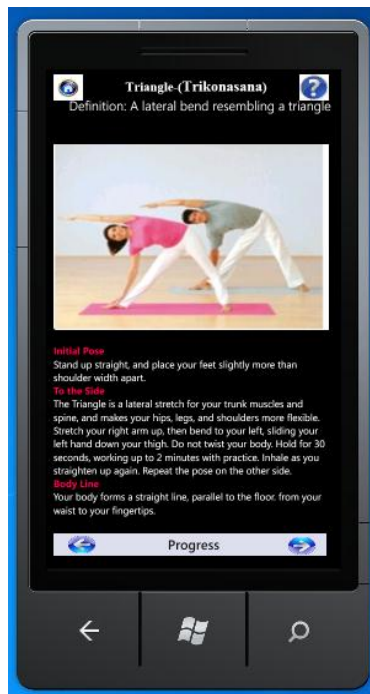 Triangle-(Trikonasana)
?
Definition: A lateral bend resembling a triangle
Initial Pose
Stand up straight, and place your feet slightly more than
shoulder width apart.
To the Side
The Triangle is a lateral stretch for your trunk muscles and
spine, and makes your hips, legs, and shoulders more flexible.
Stretch your right arm up, then bend to your left, sliding your
left hand down your thigh. Do not twist your body. Hold for 30
seconds, working up to 2 minutes with practice. Inhale as you
straighten up again. Repeat the pose on the other side.
Body Line
Your body forms a straight line, parallel to the floor. from your
waist to your fingertips.
Progress